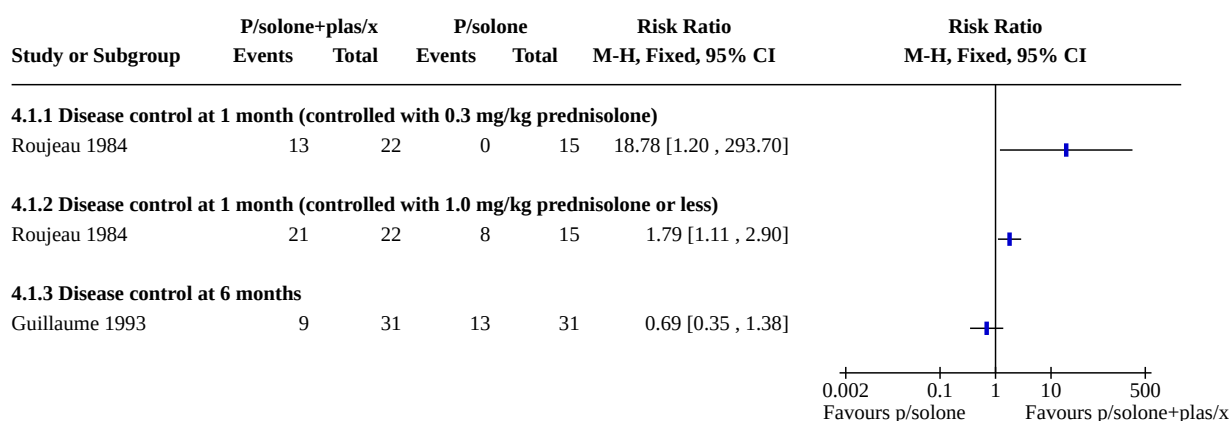 P/solone+plas/x P/solone Risk Ratio Risk Ratio
Study or Subgroup Events Total Events Total M-H, Fixed, 95% CI M-H, Fixed, 95% CI
4.1.1 Disease control at 1 month (controlled with 0.3 mg/kg prednisolone)
Roujeau 1984 13 22 0 15 18.78 [1.20 , 293.70]
4.1.2 Disease control at 1 month (controlled with 1.0 mg/kg prednisolone or less)
Roujeau 1984 21 22 8 15 1.79 [1.11 , 2.90]
4.1.3 Disease control at 6 months
Guillaume 1993 9 31 13 31 0.69 [0.35 , 1.38]
0.002 0.1 1 10 500
Favours p/solone Favours p/solone+plas/x